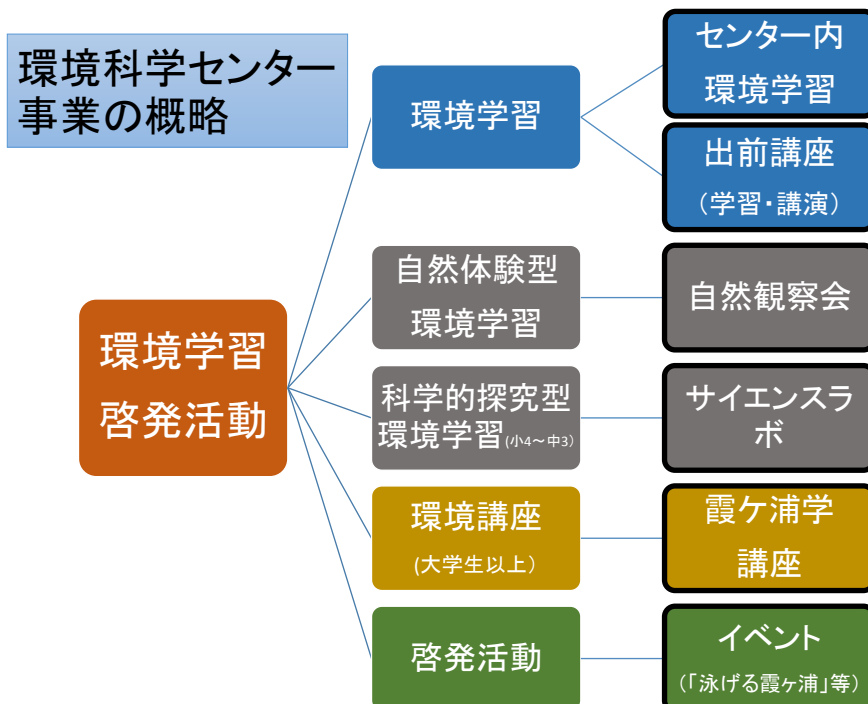 環境科学センター
事業の概略
環境学習
啓発活動
環境学習
センター内
環境学習
出前講座
(学習・講演)
自然体験型
環境学習
自然観察会
科学的探究型
環境学習(小4～中3)
サイエンスラ
ボ
環境講座
(大学生以上)
霞ケ浦学
講座
啓発活動
イベント
(「泳げる霞ヶ浦」等)